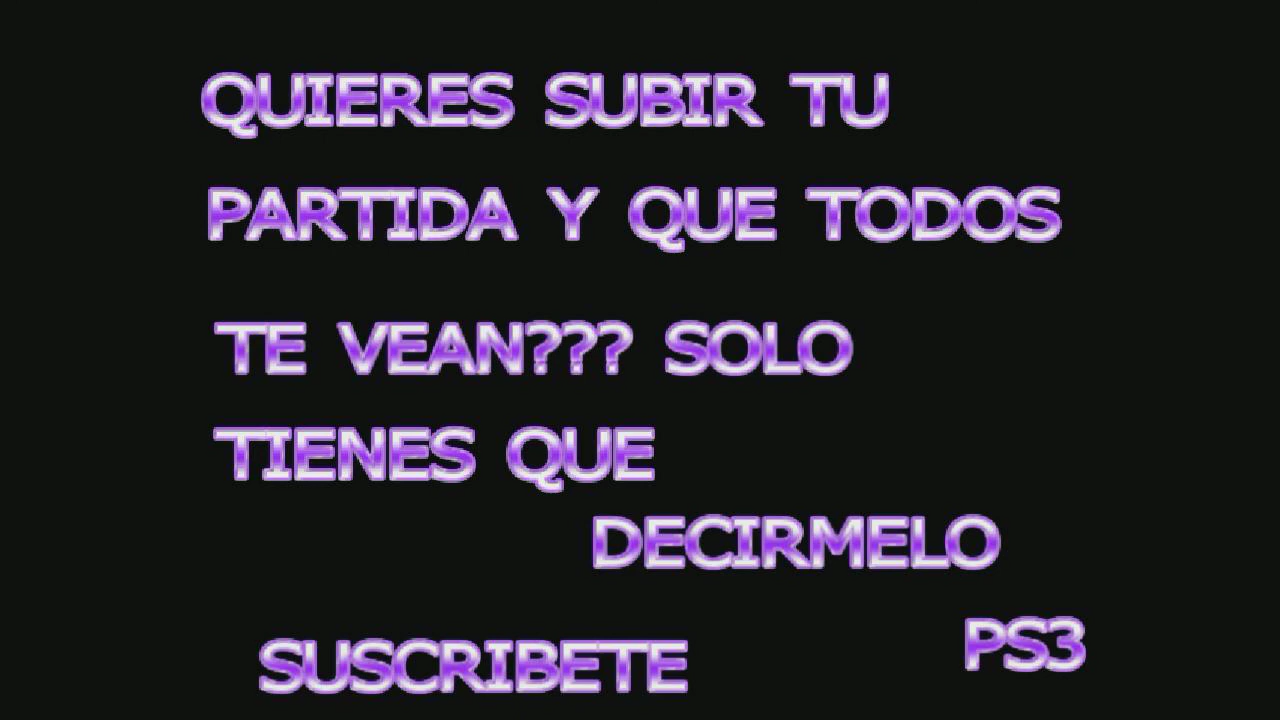 QUIERES SUBIR TU
PARTIDA Y QUE TODOS
TE VEAN??? SOLO
TIENES QUE
DECIRMELO
PS3
SUSCRIBETE